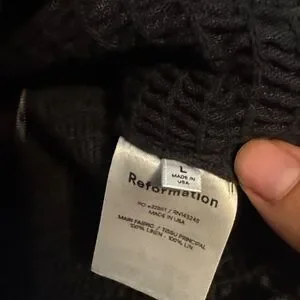 L
MADE IN
USA
Reformation
MADE IN USA
MAIN FABRIC / TISSU PRINCIPAL
100% LINEN - 100% LIN